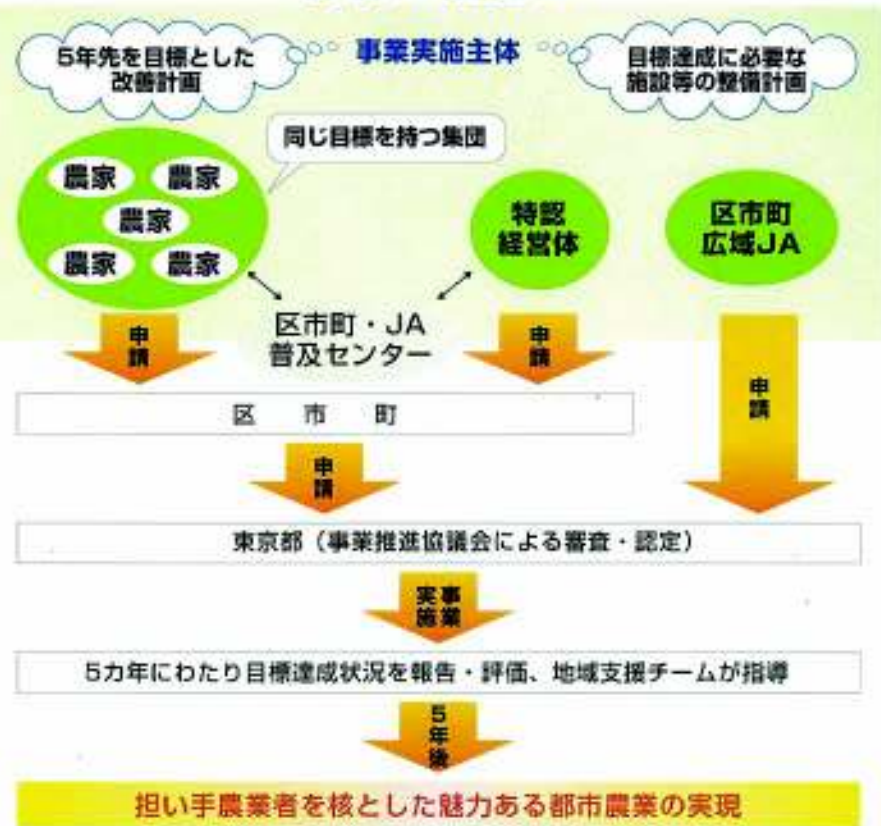 5年先を目標とした
改善計画
事業実施主体
目標達成に必要な
施設等の整備計画
同じ目標を持つ集団
農家 農家
農家
農家 農家
特認
経営体
区市町
広域JA
区市町・JA
普及センター
申請
申請
申請
区 市 町
申請
東京都（事業推進協議会による審査・認定）
事業実施
5カ年にわたり目標達成状況を報告・評価、地域支援チームが指導
5年後
担い手農業者を核とした魅力ある都市農業の実現